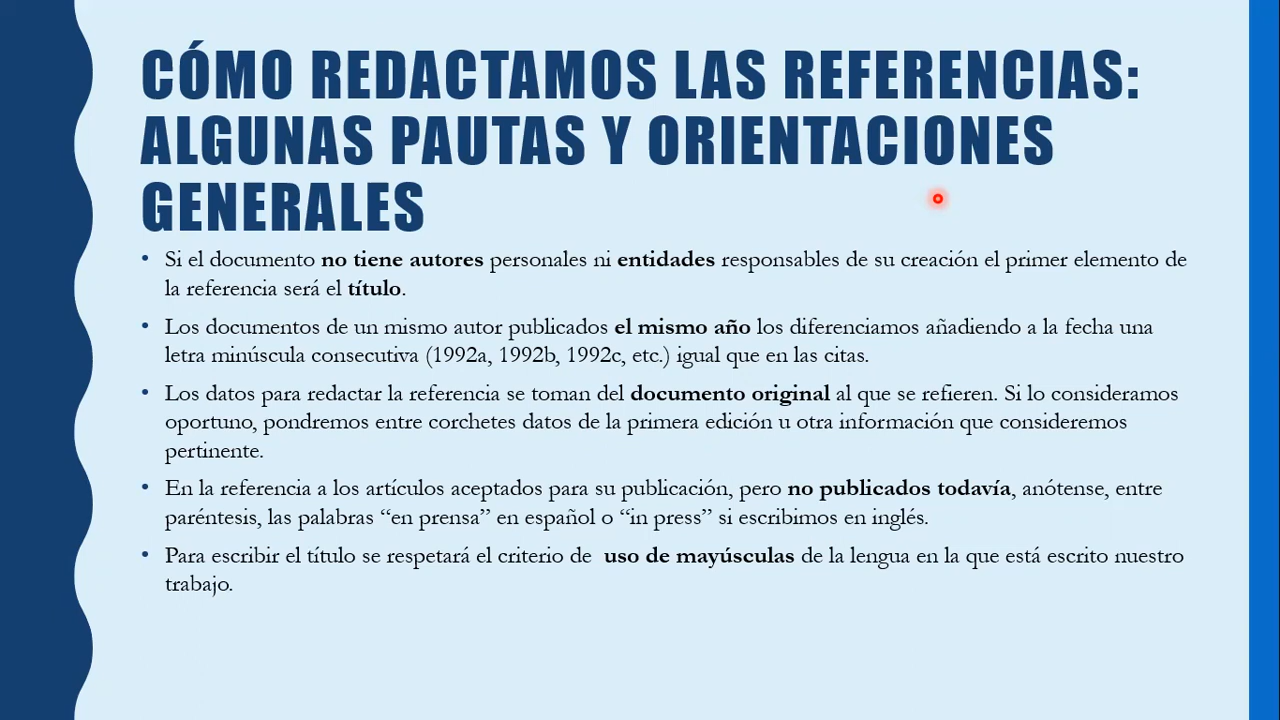 CÓMO REDACTAMOS LAS REFERENCIAS:
ALGUNAS PAUTAS Y ORIENTACIONES
GENERALES
• Si el documento no tiene autores personales ni entidades responsables de su creación el primer elemento de
la referencia será el título.
• Los documentos de un mismo autor publicados el mismo año los diferenciamos añadiendo a la fecha una
letra minúscula consecutiva (1992a, 1992b, 1992c, etc.) igual que en las citas.
• Los datos para redactar la referencia se toman del documento original al que se refieren. Si lo consideramos
oportuno, pondremos entre corchetes datos de la primera edición u otra información que consideremos
pertinente.
• En la referencia a los artículos aceptados para su publicación, pero no publicados todavía, anótense, entre
paréntesis, las palabras “en prensa” en español o “in press” si escribimos en inglés.
• Para escribir el título se respetará el criterio de  uso de mayúsculas de la lengua en la que está escrito nuestro
trabajo.